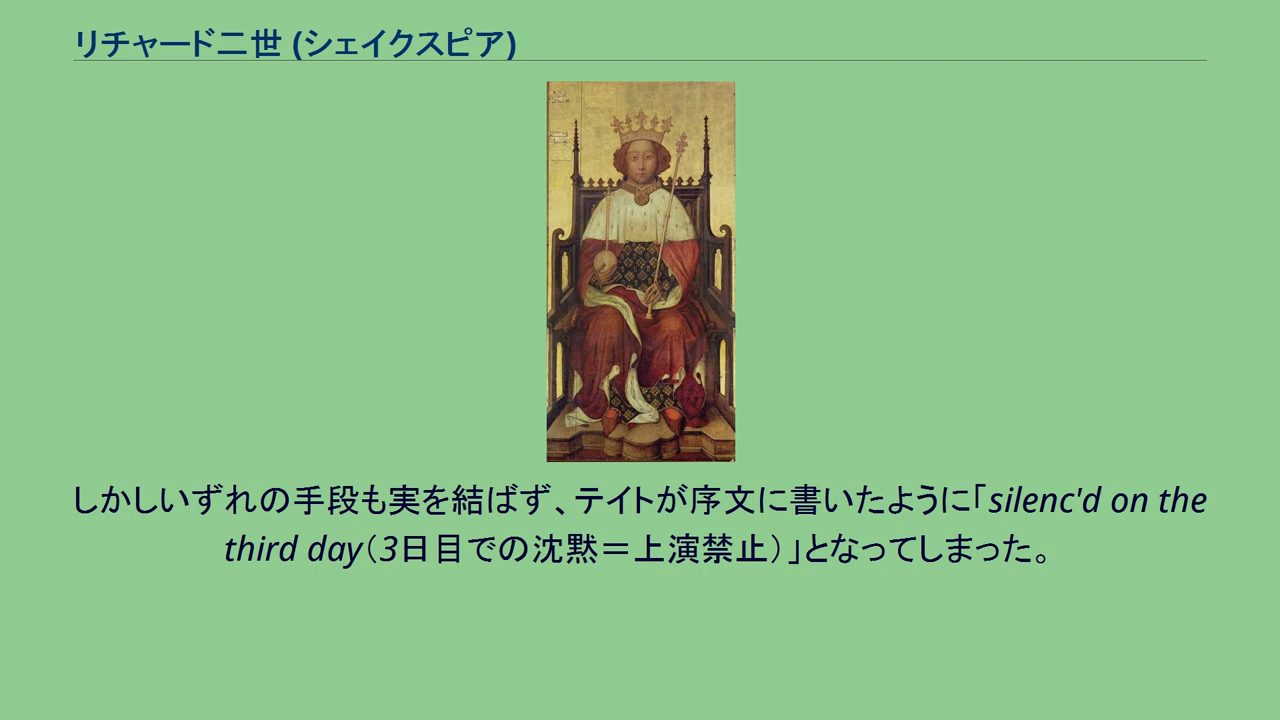 リチャード二世 (シェイクスピア)
しかしいずれの手段も実を結ばず、テイトが序文に書いたように「silenc'd on the
third day（3日目での沈黙＝上演禁止）」となってしまった。